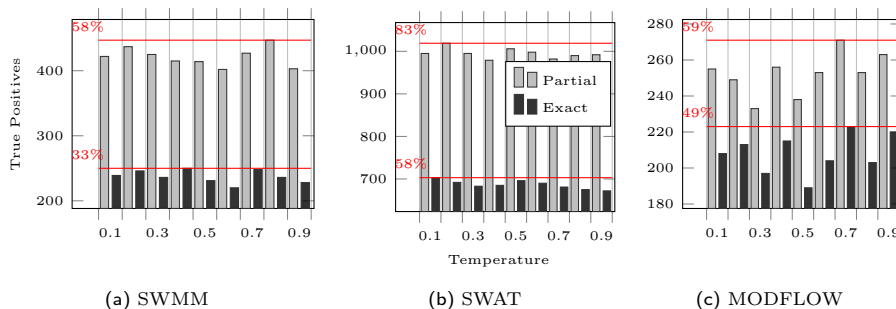 58%
400
33%
200
True Positives
0.1 0.3 0.5 0.7 0.9
(a) SWMM
83%
1,000
900
800
58%
700
Partial
Exact
0.1 0.3 0.5 0.7 0.9
Temperature
(b) SWAT
280
59%
260
240
49%
220
200
180
0.1 0.3 0.5 0.7 0.9
(c) MODFLOW